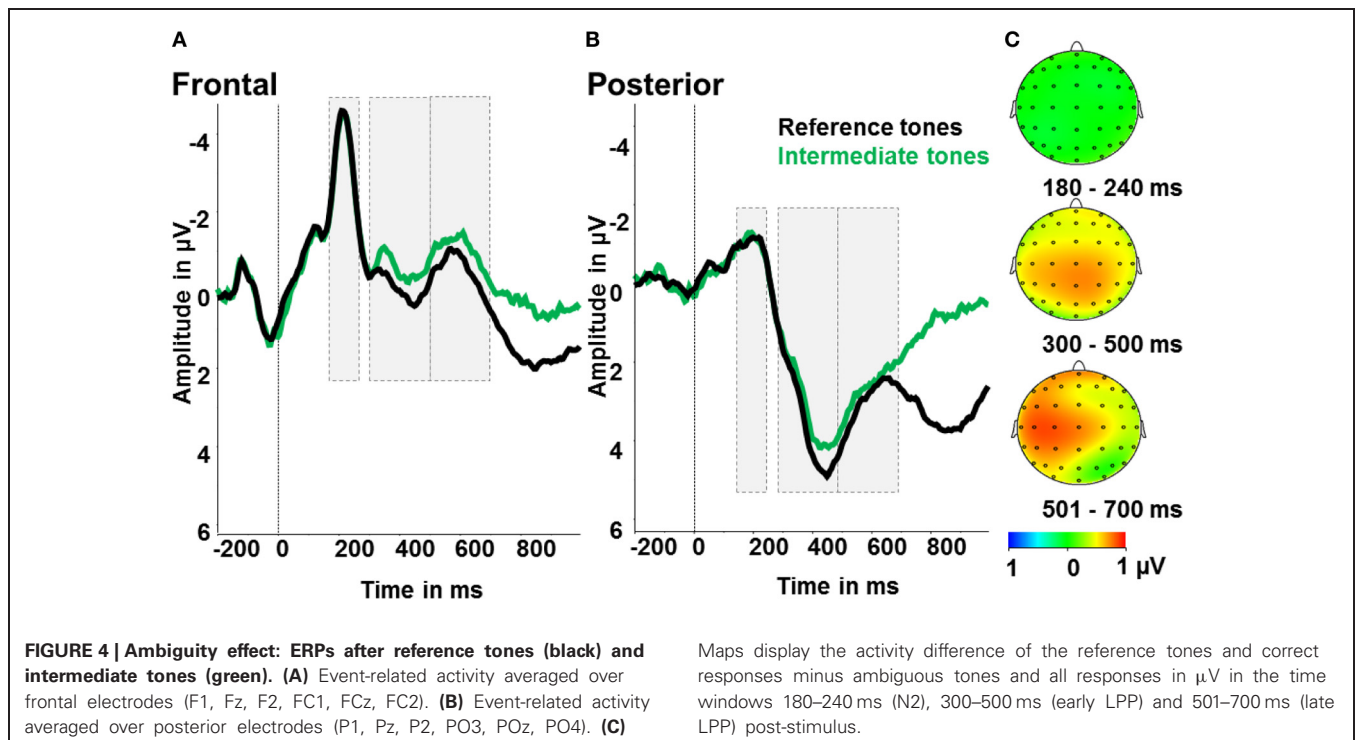 A
Frontal
-4
-2
0
2
4
6
Amplitude in µV
-200 0 200 400 600 800
Time in ms
B
Posterior
Reference tones
Intermediate tones
-4
-2
0
2
4
6
Amplitude in µV
-200 0 200 400 600 800
Time in ms
C
180 - 240 ms
300 - 500 ms
501 - 700 ms
1 0 1 µV
FIGURE 4 | Ambiguity effect: ERPs after reference tones (black) and
intermediate tones (green). (A) Event-related activity averaged over
frontal electrodes (F1, Fz, F2, FC1, FCz, FC2). (B) Event-related activity
averaged over posterior electrodes (P1, Pz, P2, PO3, POz, PO4). (C)
Maps display the activity difference of the reference tones and correct
responses minus ambiguous tones and all responses in µV in the time
windows 180–240 ms (N2), 300–500 ms (early LPP) and 501–700 ms (late
LPP) post-stimulus.